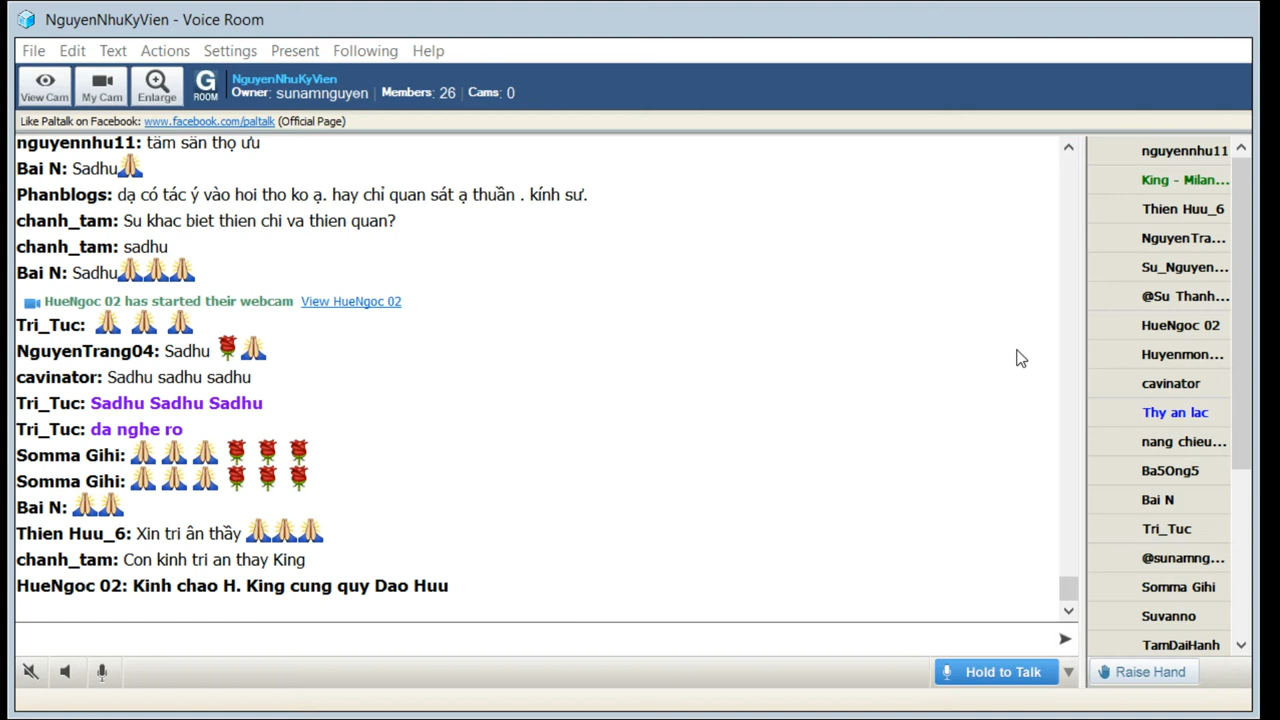 NguyenNhuKyVien - Voice Room
File Edit Text Actions Settings Present Following Help
View Cam My Cam Enlarge G ROOM NguyenNhuKyVien
Owner: sunamnguyen Members: 26 Cams: 0
Like Paltalk on Facebook: www.facebook.com/paltalk (Official Page)
nguyennhu11: tâm sân thọ ưu
Bai N: Sadhu🙏
Phanblogs: dạ có tác ý vào hoi tho ko ạ. hay chỉ quan sát ạ thuần . kính sư.
chanh_tam: Su khac biet thien chi va thien quan?
chanh_tam: sadhu
Bai N: Sadhu🙏🙏🙏
HueNgoc 02 has started their webcam View HueNgoc 02
Tri_Tuc: 🙏 🙏 🙏
NguyenTrang04: Sadhu 🌹🙏
cavinator: Sadhu sadhu sadhu
Tri_Tuc: Sadhu Sadhu Sadhu
Tri_Tuc: da nghe ro
Somma Gihi: 🙏 🙏 🙏 🌹 🌹 🌹
Somma Gihi: 🙏 🙏 🙏 🌹 🌹 🌹
Bai N: 🙏🙏
Thien Huu_6: Xin tri ân thầy 🙏🙏🙏
chanh_tam: Con kinh tri an thay King
HueNgoc 02: Kinh chao H. King cung quy Dao Huu
nguyennhu11
King - Milan...
Thien Huu_6
NguyenTra...
Su_Nguyen...
@Su Thanh...
HueNgoc 02
Huyenmon...
cavinator
Thy an lac
nang chieu...
Ba5Ong5
Bai N
Tri_Tuc
@sunamng...
Somma Gihi
Suvanno
TamDaiHanh
Hold to Talk
Raise Hand